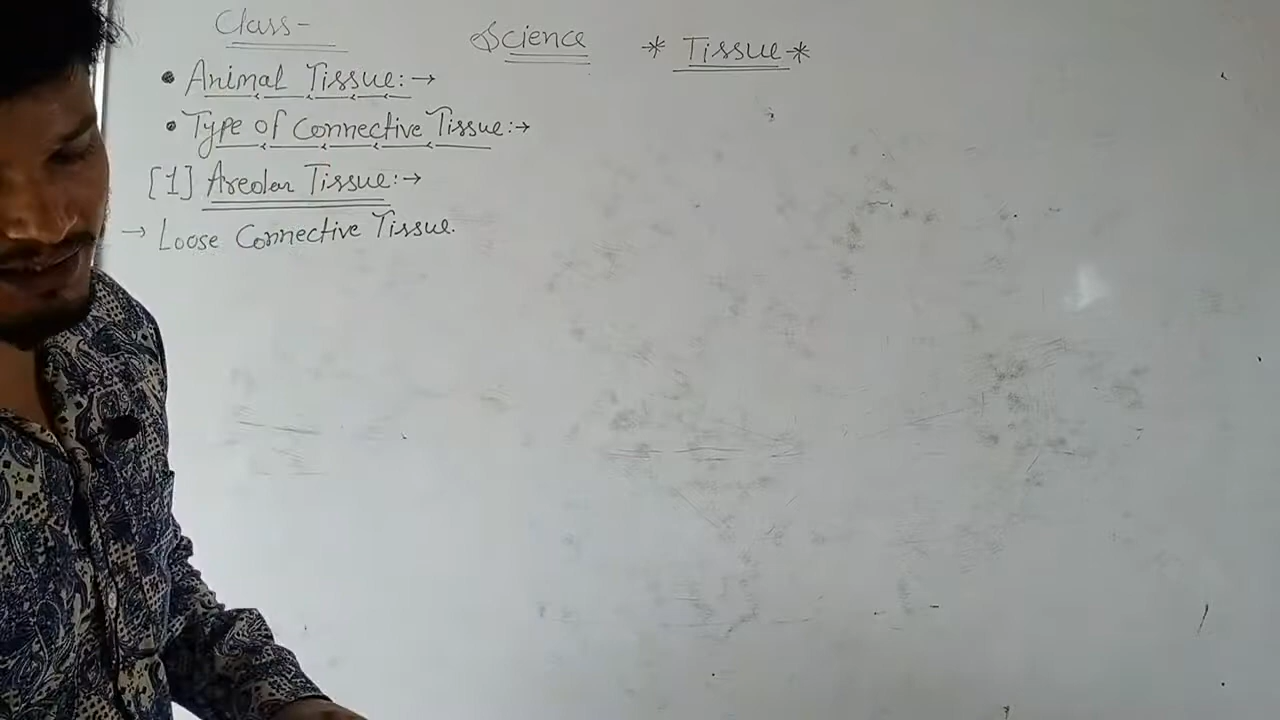 Class- Science * Tissue *
• Animal Tissue:→
• Type of Connective Tissue:→
[1] Areolar Tissue:→
→ Loose Connective Tissue.